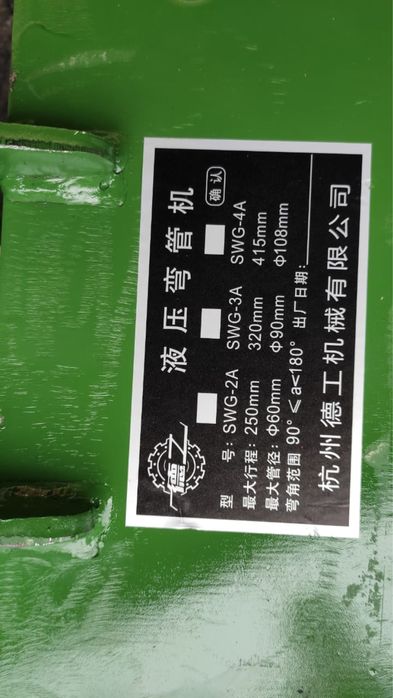 液压弯管机 确认
型 号：SWG-2A SWG-3A SWG-4A
最大行程：250mm 320mm 415mm
最大管径：Φ60mm Φ90mm Φ108mm
弯角范围 90°≤a<180° 出厂日期：
杭州德工机械有限公司